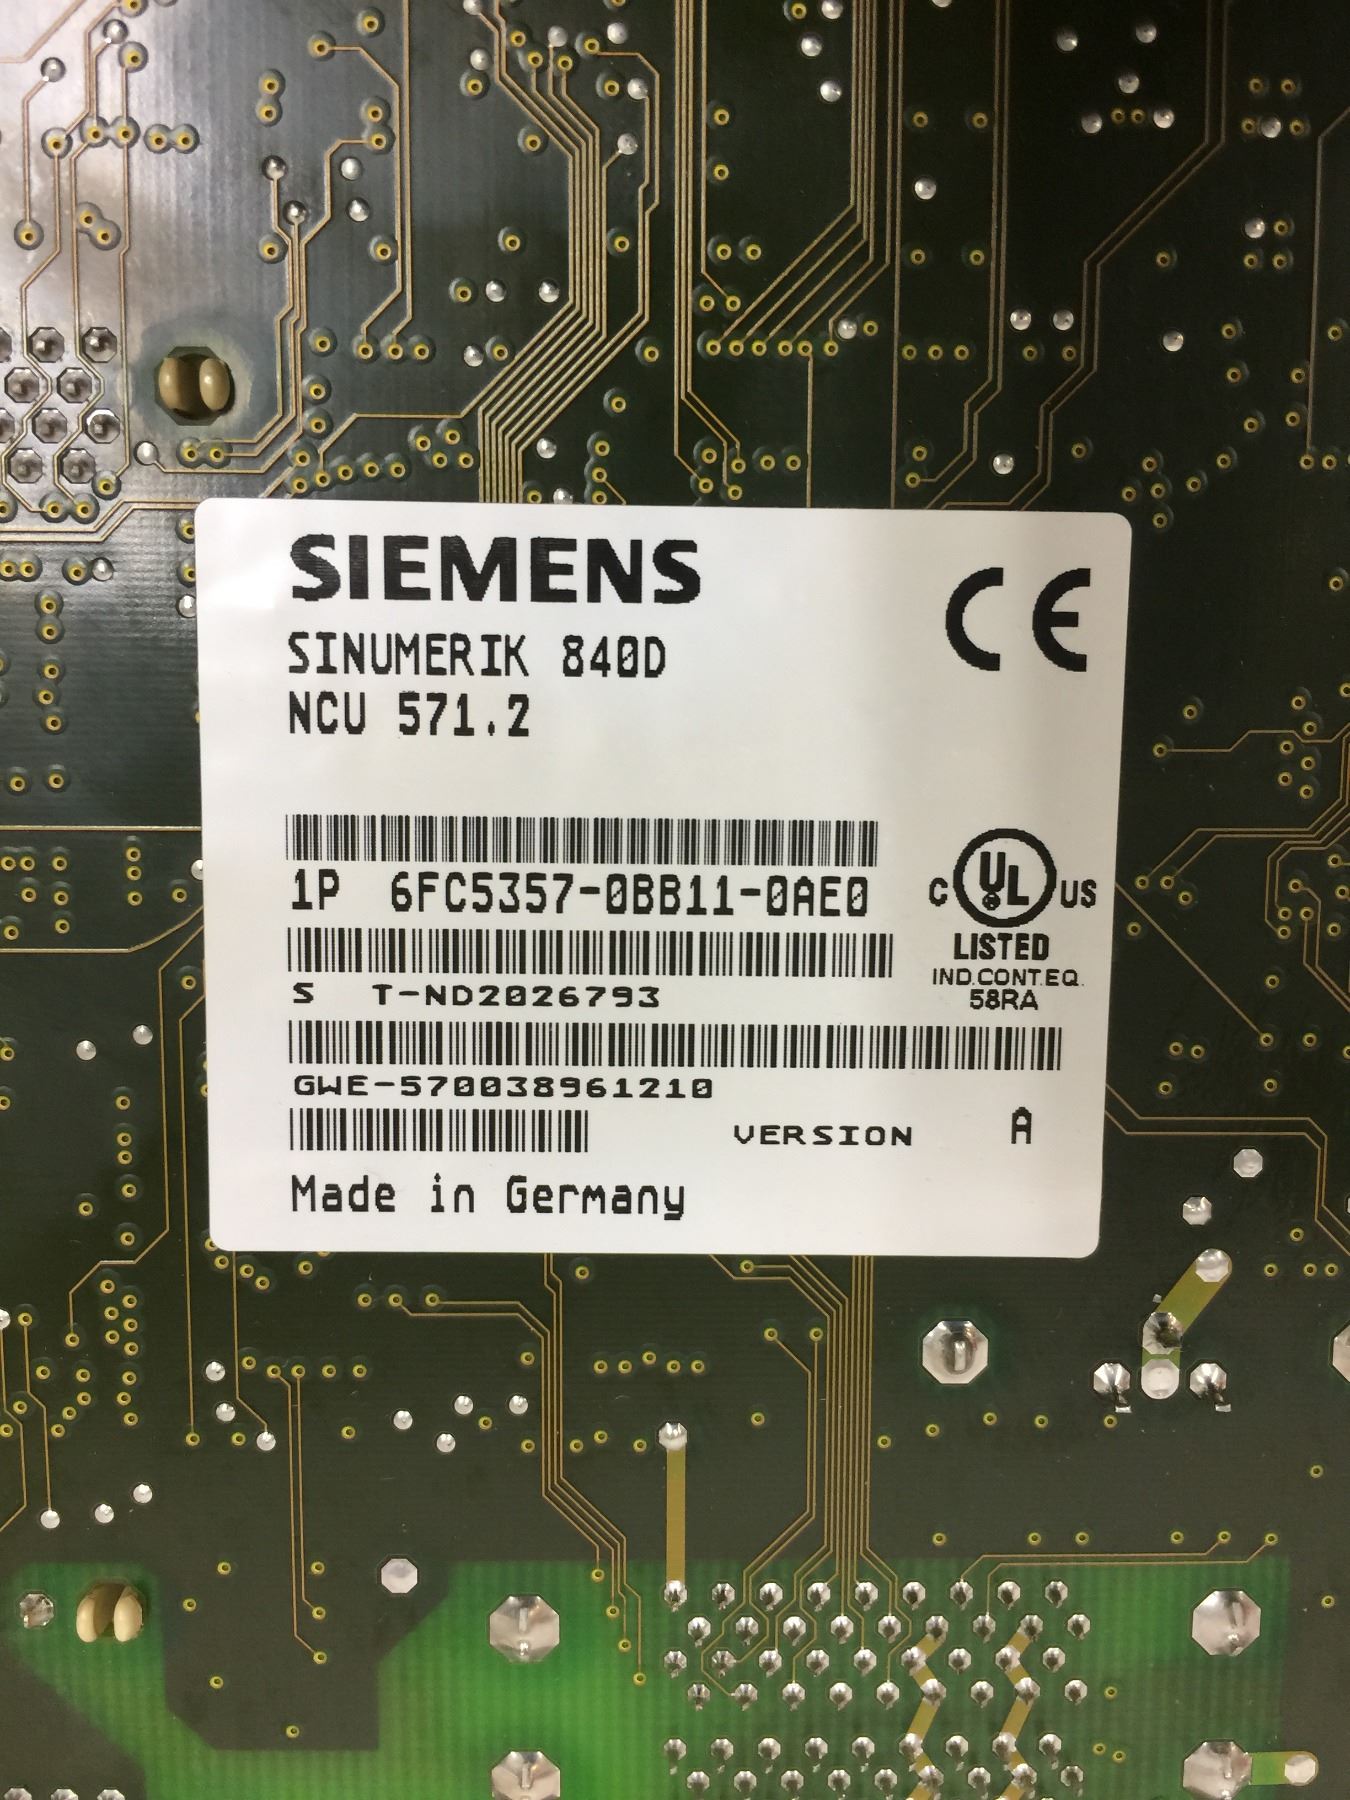 SIEMENS
CE
SINUMERIK 840D
NCU 571.2
1P 6FC5357-0BB11-0AE0
C UL US
LISTED
IND.CONT.EQ.
58RA
S T-ND2026793
GWE-570038961210
VERSION A
Made in Germany